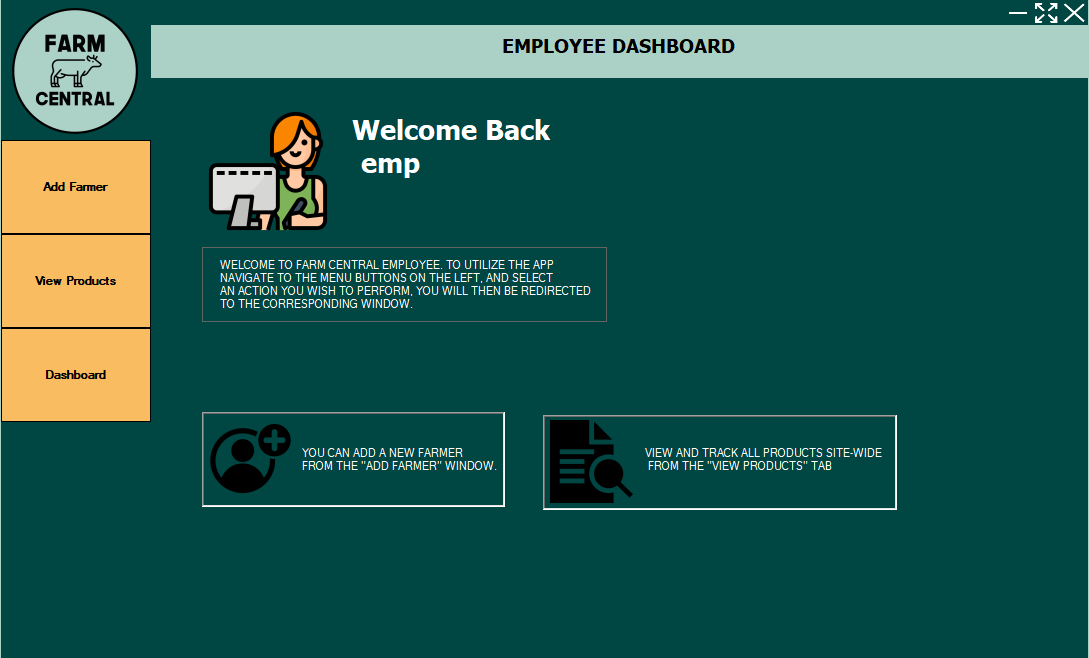 FARM
CENTRAL
EMPLOYEE DASHBOARD
Add Farmer
View Products
Dashboard
Welcome Back
emp
WELCOME TO FARM CENTRAL EMPLOYEE. TO UTILIZE THE APP
NAVIGATE TO THE MENU BUTTONS ON THE LEFT, AND SELECT
AN ACTION YOU WISH TO PERFORM, YOU WILL THEN BE REDIRECTED
TO THE CORRESPONDING WINDOW.
YOU CAN ADD A NEW FARMER
FROM THE "ADD FARMER" WINDOW.
VIEW AND TRACK ALL PRODUCTS SITE-WIDE
FROM THE "VIEW PRODUCTS" TAB